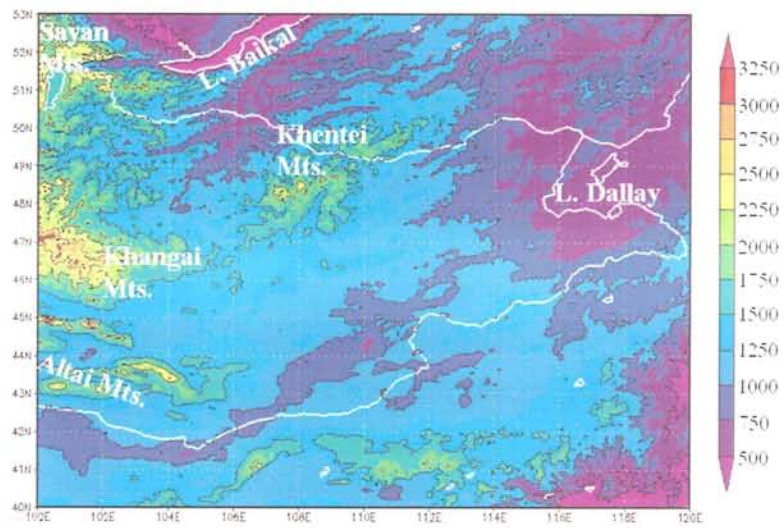 53N
52N
51N
50N
49N
48N
47N
46N
45N
44N
43N
42N
41N
40N
Sayan
Mts.
L. Baikal
Khentei
Mts.
L. Dallay
Khangai
Mts.
Altai Mts.
100E 102E 104E 106E 108E 110E 112E 114E 116E 118E 120E
3250
3000
2750
2500
2250
2000
1750
1500
1250
1000
750
500